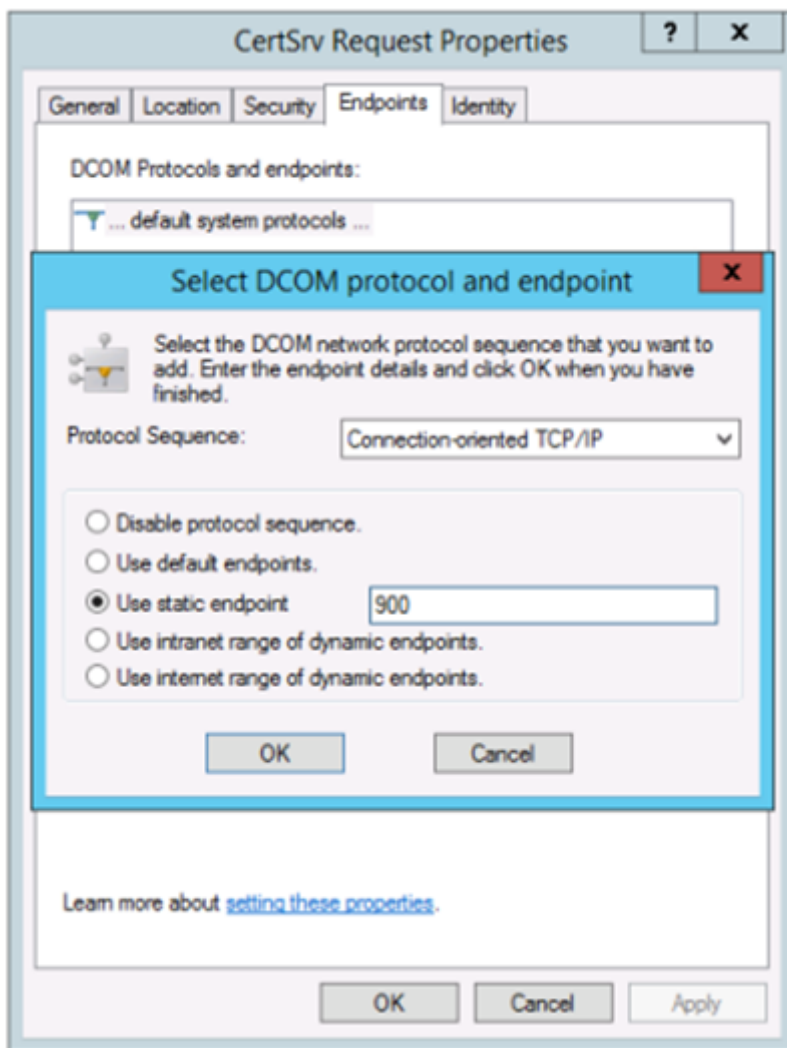 CertSrv Request Properties
? x
General Location Security Endpoints Identity
DCOM Protocols and endpoints:
... default system protocols ...
Select DCOM protocol and endpoint
x
Select the DCOM network protocol sequence that you want to
add. Enter the endpoint details and click OK when you have
finished.
Protocol Sequence: Connection-oriented TCP/IP
Disable protocol sequence.
Use default endpoints.
Use static endpoint 900
Use intranet range of dynamic endpoints.
Use internet range of dynamic endpoints.
OK Cancel
Learn more about setting these properties.
OK Cancel Apply